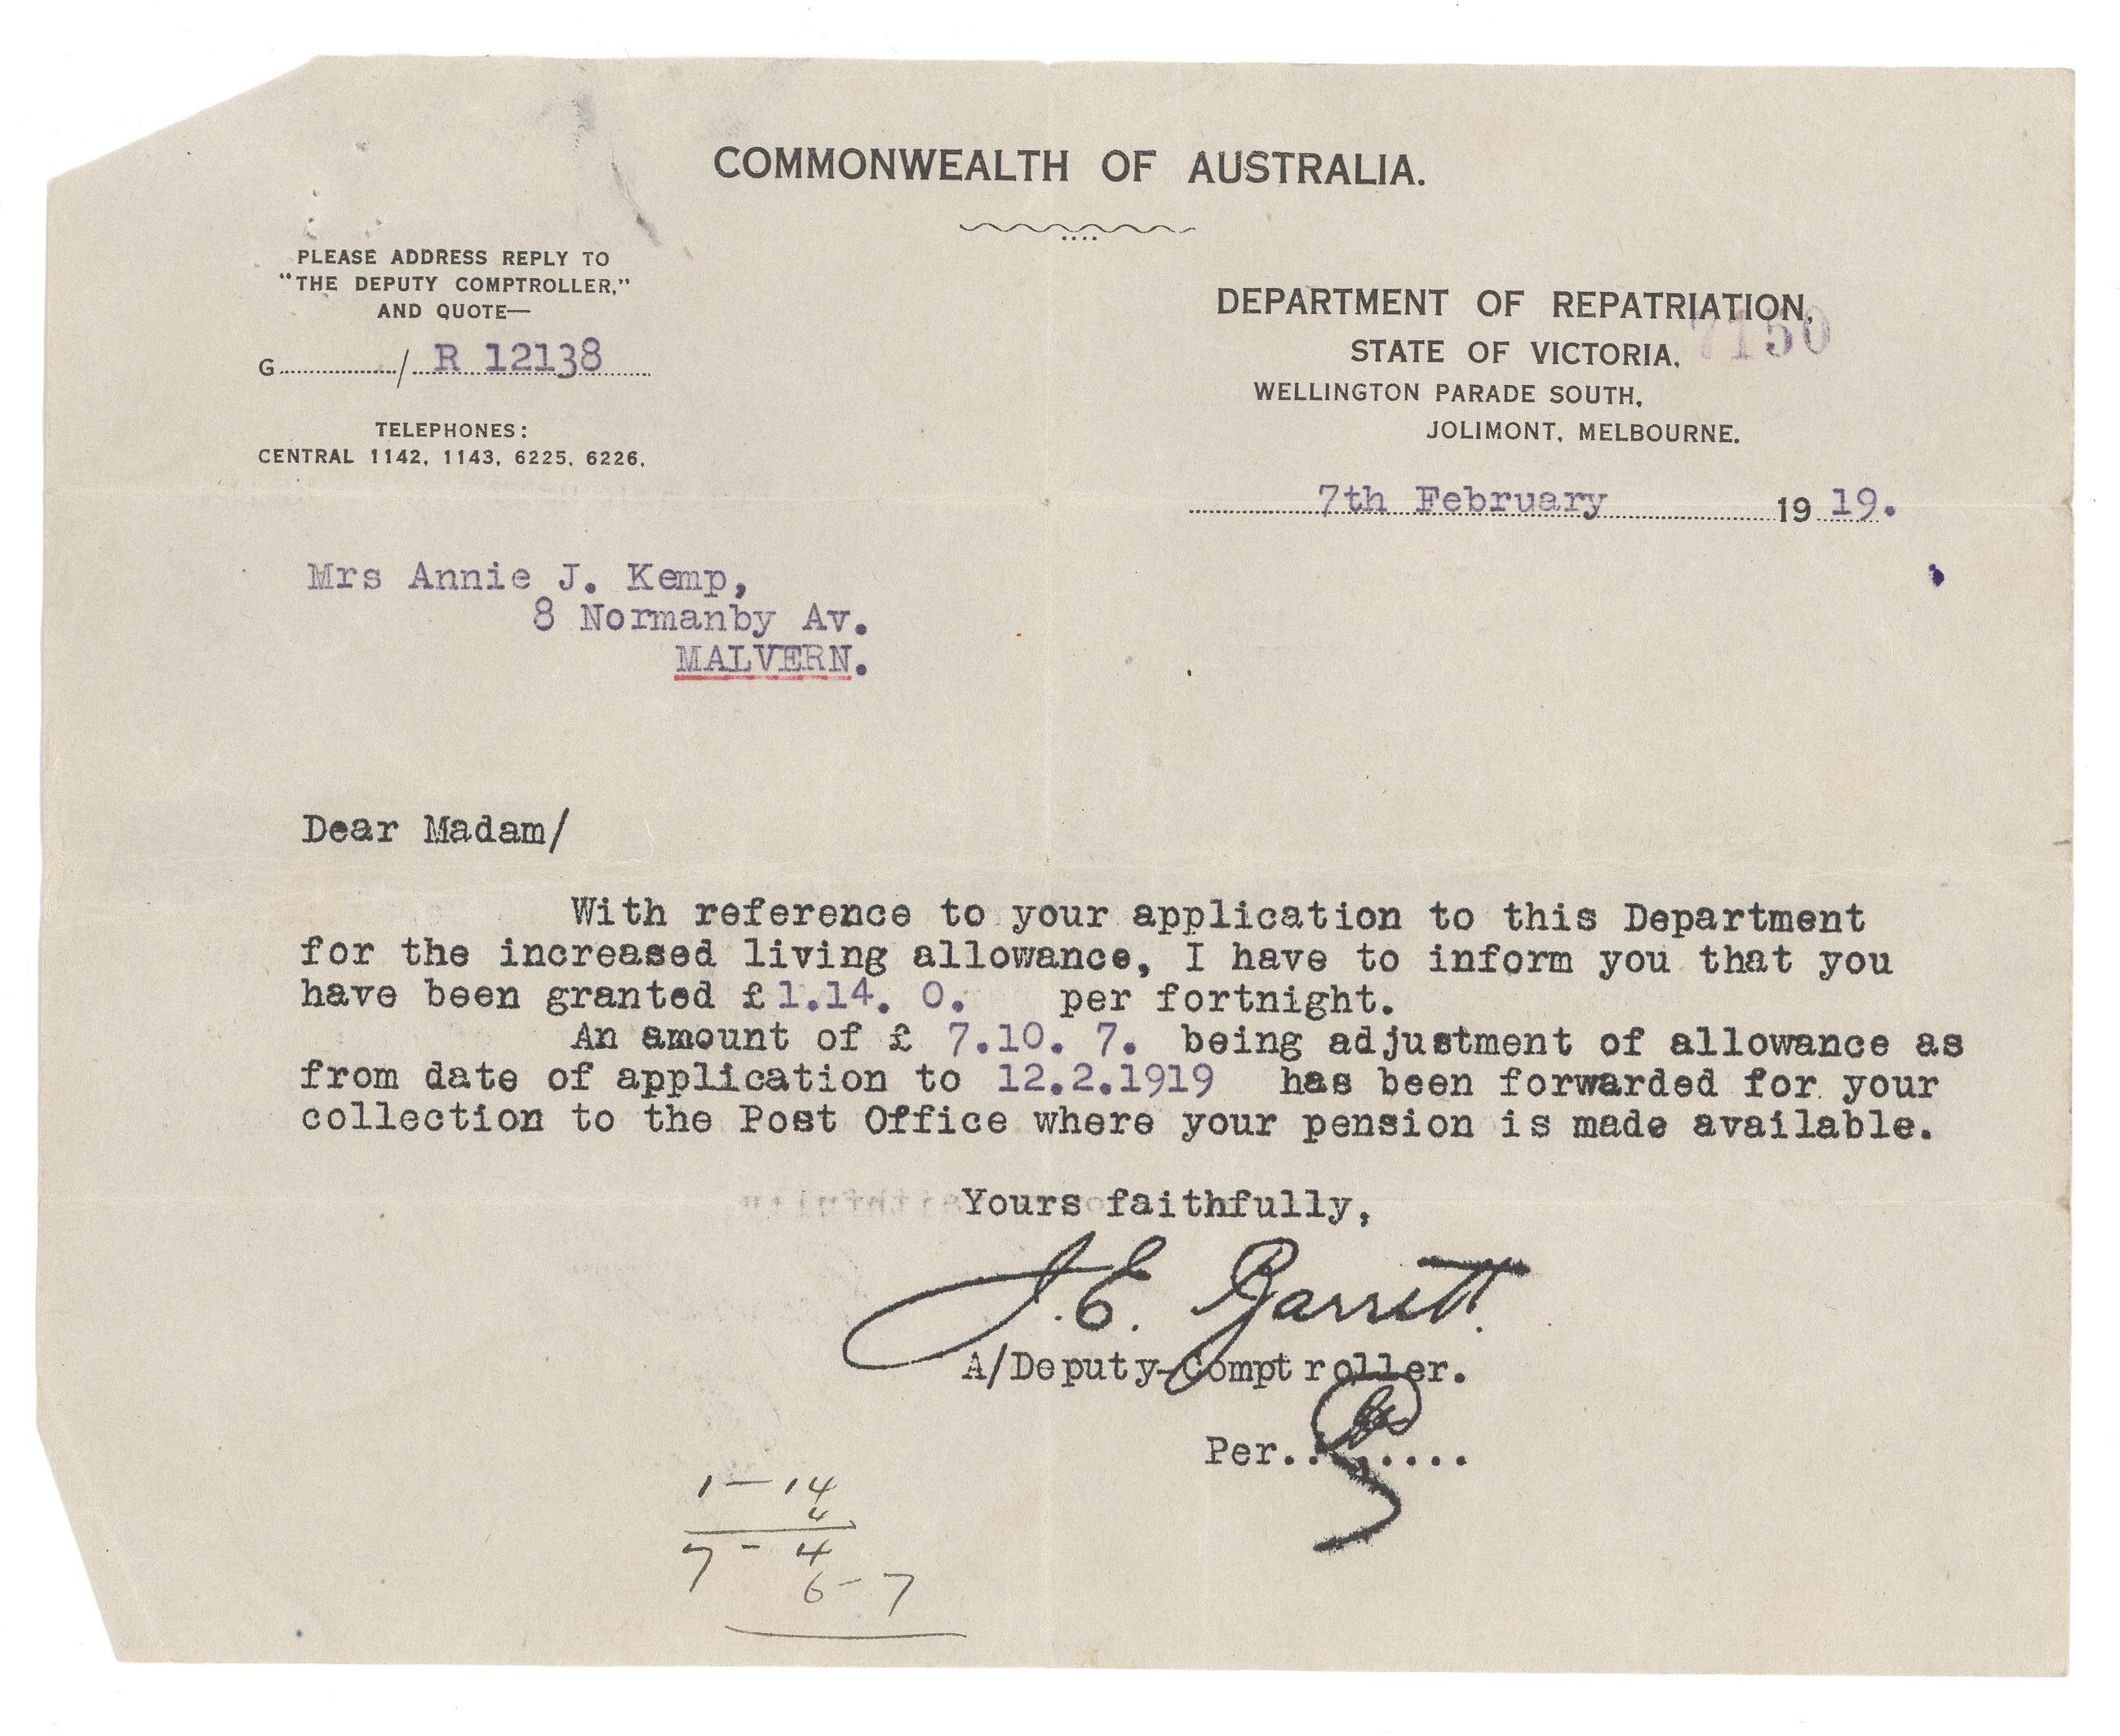 COMMONWEALTH OF AUSTRALIA.
PLEASE ADDRESS REPLY TO
"THE DEPUTY COMPTROLLER,"
AND QUOTE—
G............../ R 12138
TELEPHONES:
CENTRAL 1142, 1143, 6225, 6226.
DEPARTMENT OF REPATRIATION,
7150
STATE OF VICTORIA,
WELLINGTON PARADE SOUTH,
JOLIMONT, MELBOURNE.
7th February 19 19.
Mrs Annie J. Kemp,
8 Normanby Av.
MALVERN.
Dear Madam/
With reference to your application to this Department
for the increased living allowance, I have to inform you that you
have been granted £1.14. 0. per fortnight.
An amount of £ 7.10. 7. being adjustment of allowance as
from date of application to 12.2.1919 has been forwarded for your
collection to the Post Office where your pension is made available.
Yours faithfully,
J.E. Barrett.
A/Deputy-Comptroller.
Per........
1 — 14
4
7 - 4
6 - 7